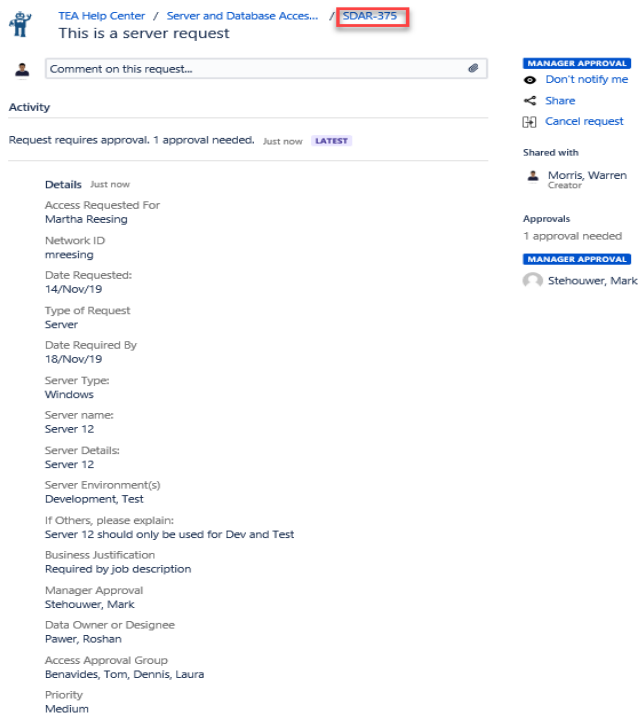 TEA Help Center / Server and Database Acces... / SDAR-375
This is a server request
Comment on this request...
Activity
Request requires approval. 1 approval needed. Just now LATEST
Details Just now
Access Requested For
Martha Reesing
Network ID
mreesing
Date Requested:
14/Nov/19
Type of Request
Server
Date Required By
18/Nov/19
Server Type:
Windows
Server name:
Server 12
Server Details:
Server 12
Server Environment(s)
Development, Test
If Others, please explain:
Server 12 should only be used for Dev and Test
Business Justification
Required by job description
Manager Approval
Stehouwer, Mark
Data Owner or Designee
Pawer, Roshan
Access Approval Group
Benavides, Tom, Dennis, Laura
Priority
Medium
MANAGER APPROVAL
Don't notify me
Share
Cancel request
Shared with
Morris, Warren
Creator
Approvals
1 approval needed
MANAGER APPROVAL
Stehouwer, Mark